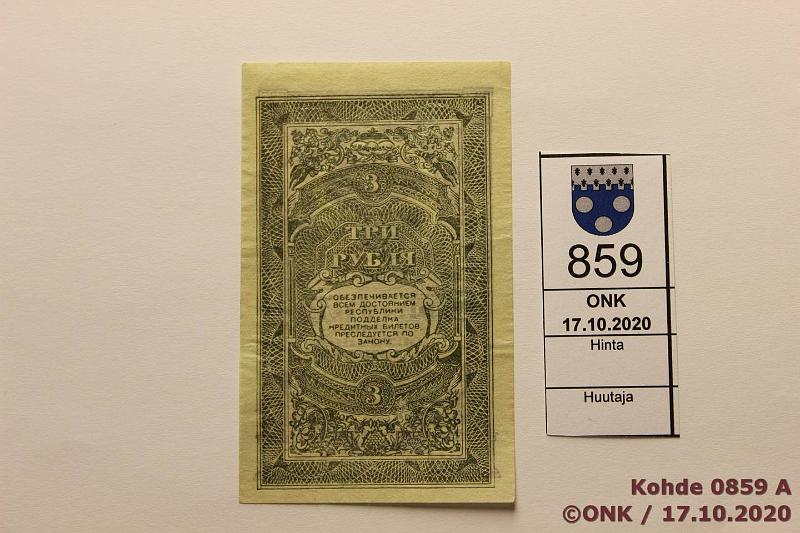 3
ТРИ
РУБЛЯ
ОБЕЗПЕЧИВАЕТСЯ
ВСЕМ ДОСТОЯНИЕМ
РЕСПУБЛИКИ
ПОДДЕЛКА
КРЕДИТНЫХ БИЛЕТОВ
ПРЕСЛЕДУЕТСЯ ПО
ЗАКОНУ.
3
859
ONK
17.10.2020
Hinta
Huutaja
Kohde 0859 A
©ONK / 17.10.2020